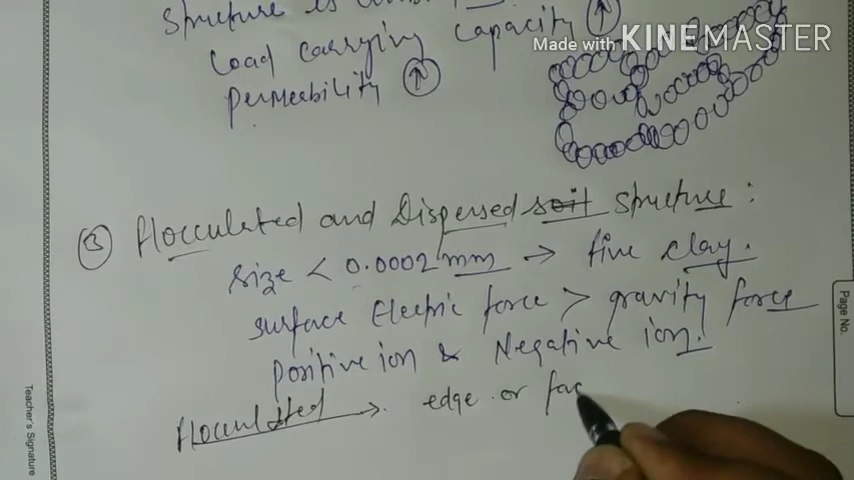 structure is
Load carrying capacity ↑
Made with KINEMASTER
permeability ↑
③ flocculated and Dispersed soil structure :
size < 0.0002 mm → fine clay.
surface Electric force > gravity force
positive ion & Negative ion.
flocculated → edge or fac
Page No.
Teacher's Signature